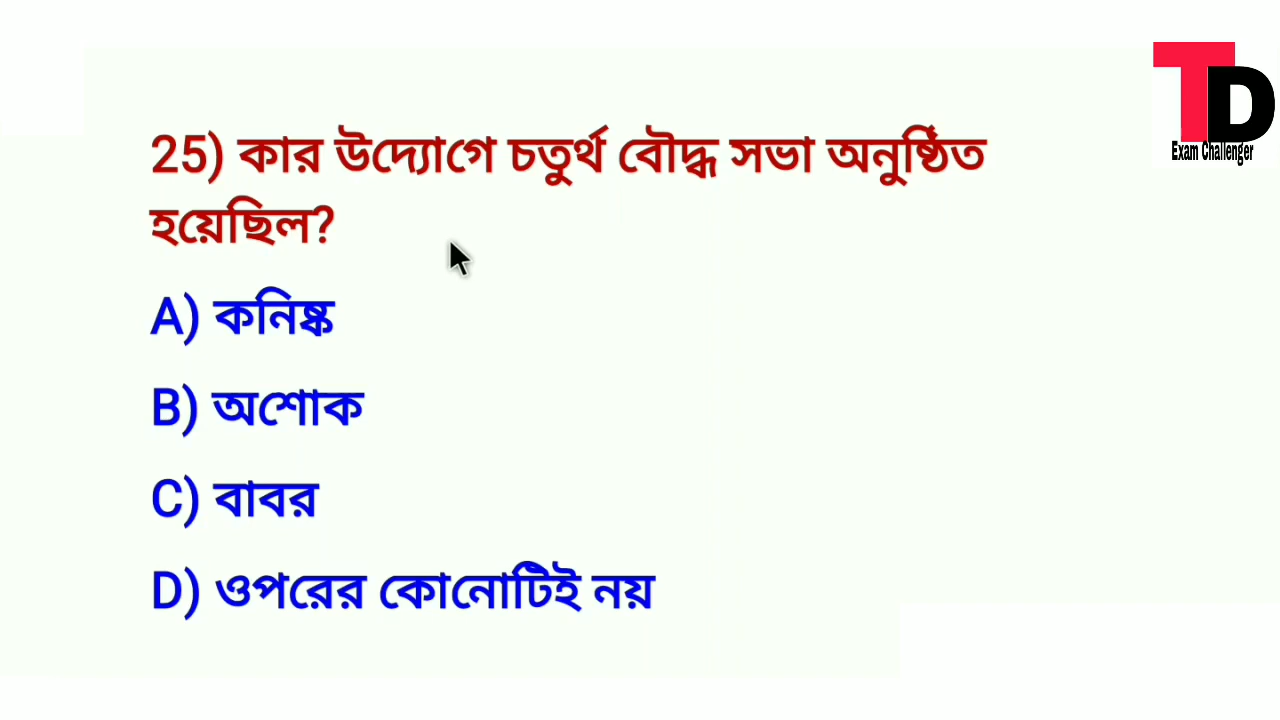 TD
Exam Challenger
25) কার উদ্যোগে চতুর্থ বৌদ্ধ সভা অনুষ্ঠিত
হয়েছিল?
A) কনিষ্ক
B) অশোক
C) বাবর
D) ওপরের কোনোটিই নয়